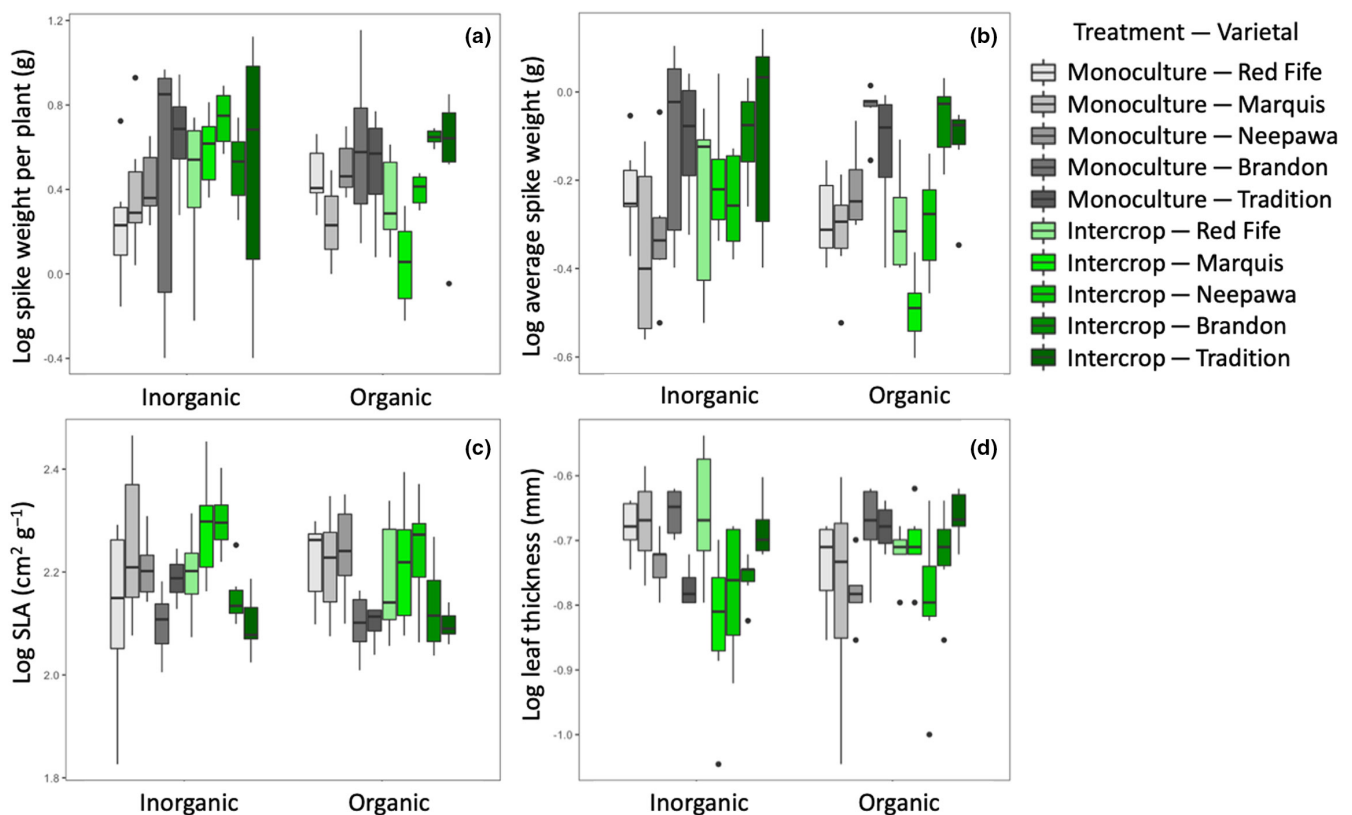 Log spike weight per plant (g)
1.2
0.8
0.4
0.0
-0.4
(a)
Inorganic
Organic
Log average spike weight (g)
0.0
-0.2
-0.4
-0.6
(b)
Inorganic
Organic
Treatment — Varietal
Monoculture — Red Fife
Monoculture — Marquis
Monoculture — Neepawa
Monoculture — Brandon
Monoculture — Tradition
Intercrop — Red Fife
Intercrop — Marquis
Intercrop — Neepawa
Intercrop — Brandon
Intercrop — Tradition
Log SLA (cm² g⁻¹)
2.4
2.2
2.0
1.8
(c)
Inorganic
Organic
Log leaf thickness (mm)
-0.6
-0.7
-0.8
-0.9
-1.0
(d)
Inorganic
Organic